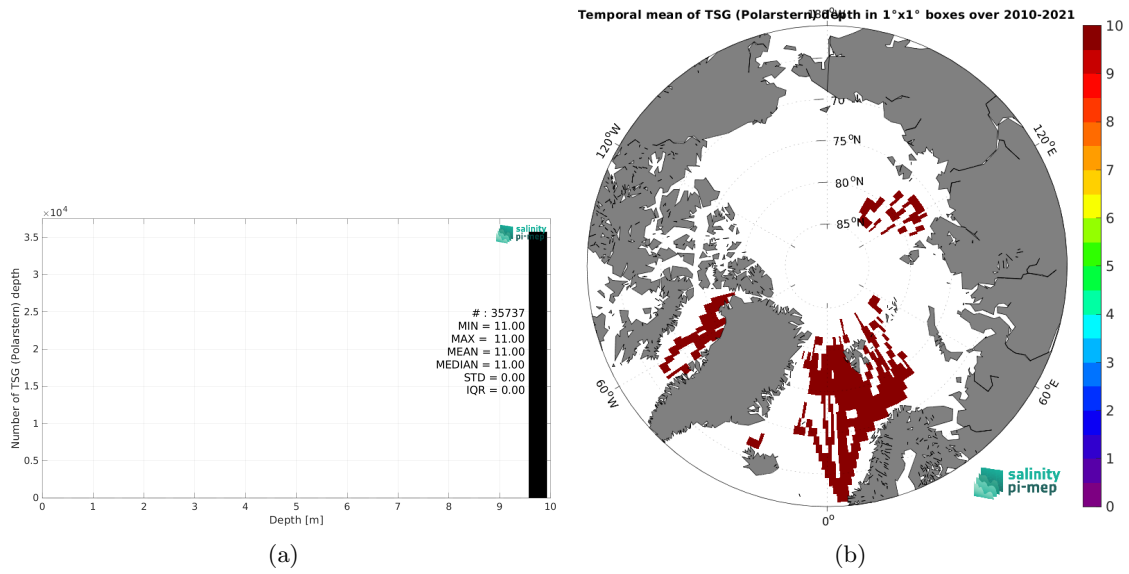 ×10⁴
3.5
3
2.5
2
1.5
1
0.5
0
0 1 2 3 4 5 6 7 8 9 10
Number of TSG (Polarstern) depth
Depth [m]
salinity
pi-mep
# : 35737
MIN = 11.00
MAX = 11.00
MEAN = 11.00
MEDIAN = 11.00
STD = 0.00
IQR = 0.00
(a)
Temporal mean of TSG (Polarstern) depth in 1°x1° boxes over 2010-2021
180°
120°W
120°E
60°W
60°E
0°
70°N
75°N
80°N
85°N
10
9
8
7
6
5
4
3
2
1
0
salinity
pi-mep
(b)